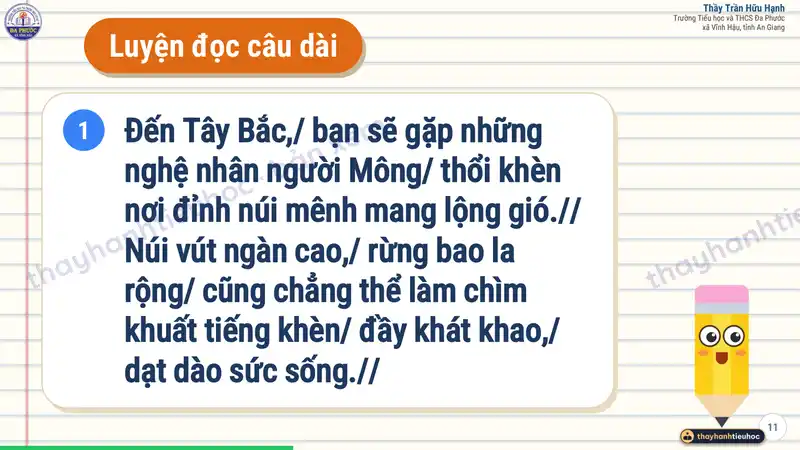 Thầy Trần Hữu Hạnh
Trường Tiểu học và THCS Đa Phước
xã Vĩnh Hậu, tỉnh An Giang
ĐA PHƯỚC
Luyện đọc câu dài
1
Đến Tây Bắc,/ bạn sẽ gặp những
nghệ nhân người Mông/ thổi khèn
nơi đỉnh núi mênh mang lộng gió.//
Núi vút ngàn cao,/ rừng bao la
rộng/ cũng chẳng thể làm chìm
khuất tiếng khèn/ đầy khát khao,/
dạt dào sức sống.//
11
thayhanhtieuhoc